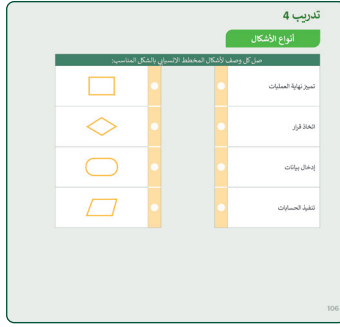 تدريب 4
أنواع الأشكال
صل كل وصف لأشكال المخطط الانسيابي بالشكل المناسب:
تمييز نهاية العمليات
اتخاذ قرار
إدخال بيانات
تنفيذ الحسابات
106